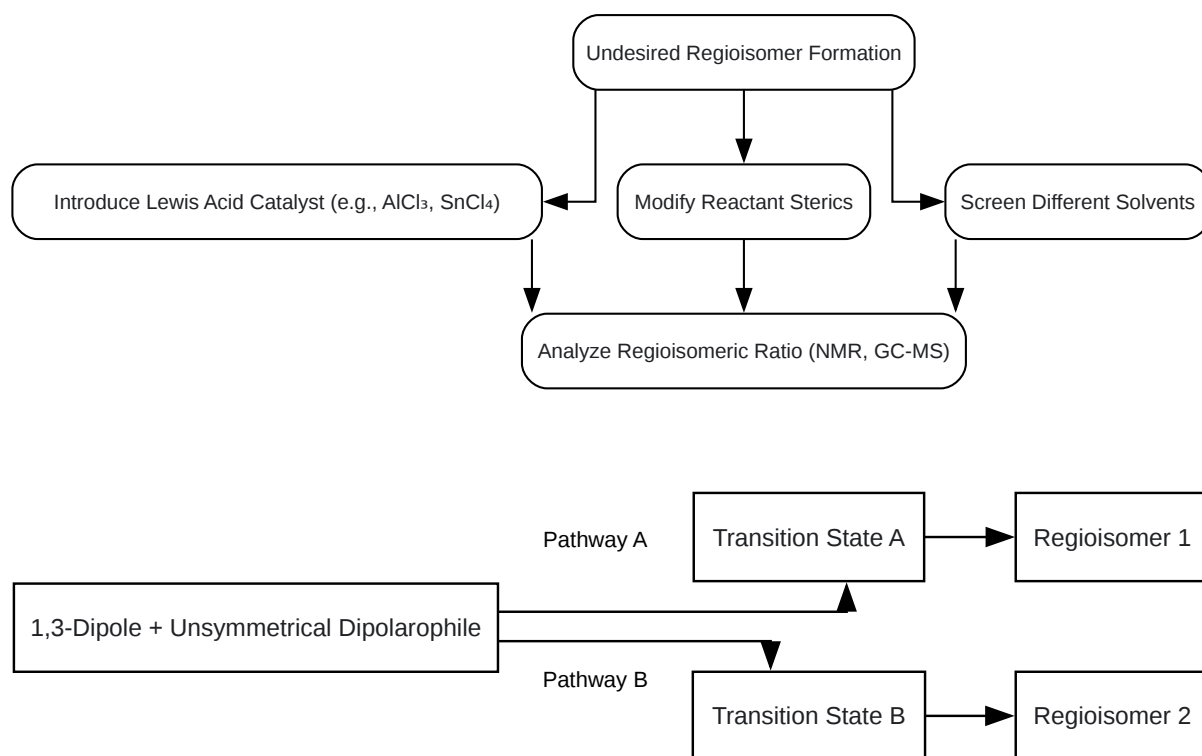 Undesired Regioisomer Formation
Introduce Lewis Acid Catalyst (e.g., AlCl₃, SnCl₄)
Modify Reactant Sterics
Screen Different Solvents
Analyze Regioisomeric Ratio (NMR, GC-MS)
Pathway A
Transition State A
Regioisomer 1
1,3-Dipole + Unsymmetrical Dipolarophile
Pathway B
Transition State B
Regioisomer 2